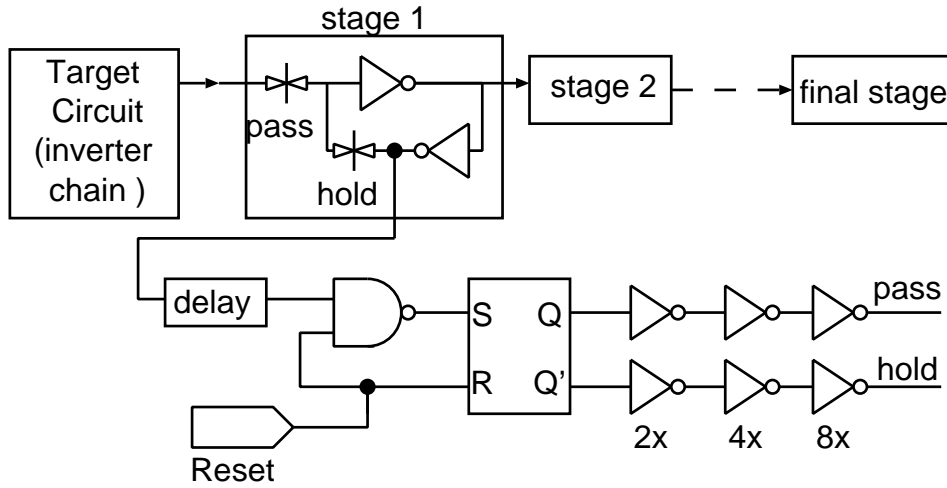 stage 1
Target
Circuit
(inverter
chain )
pass
hold
stage 2
final stage
delay
S
R
Q
Q'
pass
hold
2x
4x
8x
Reset